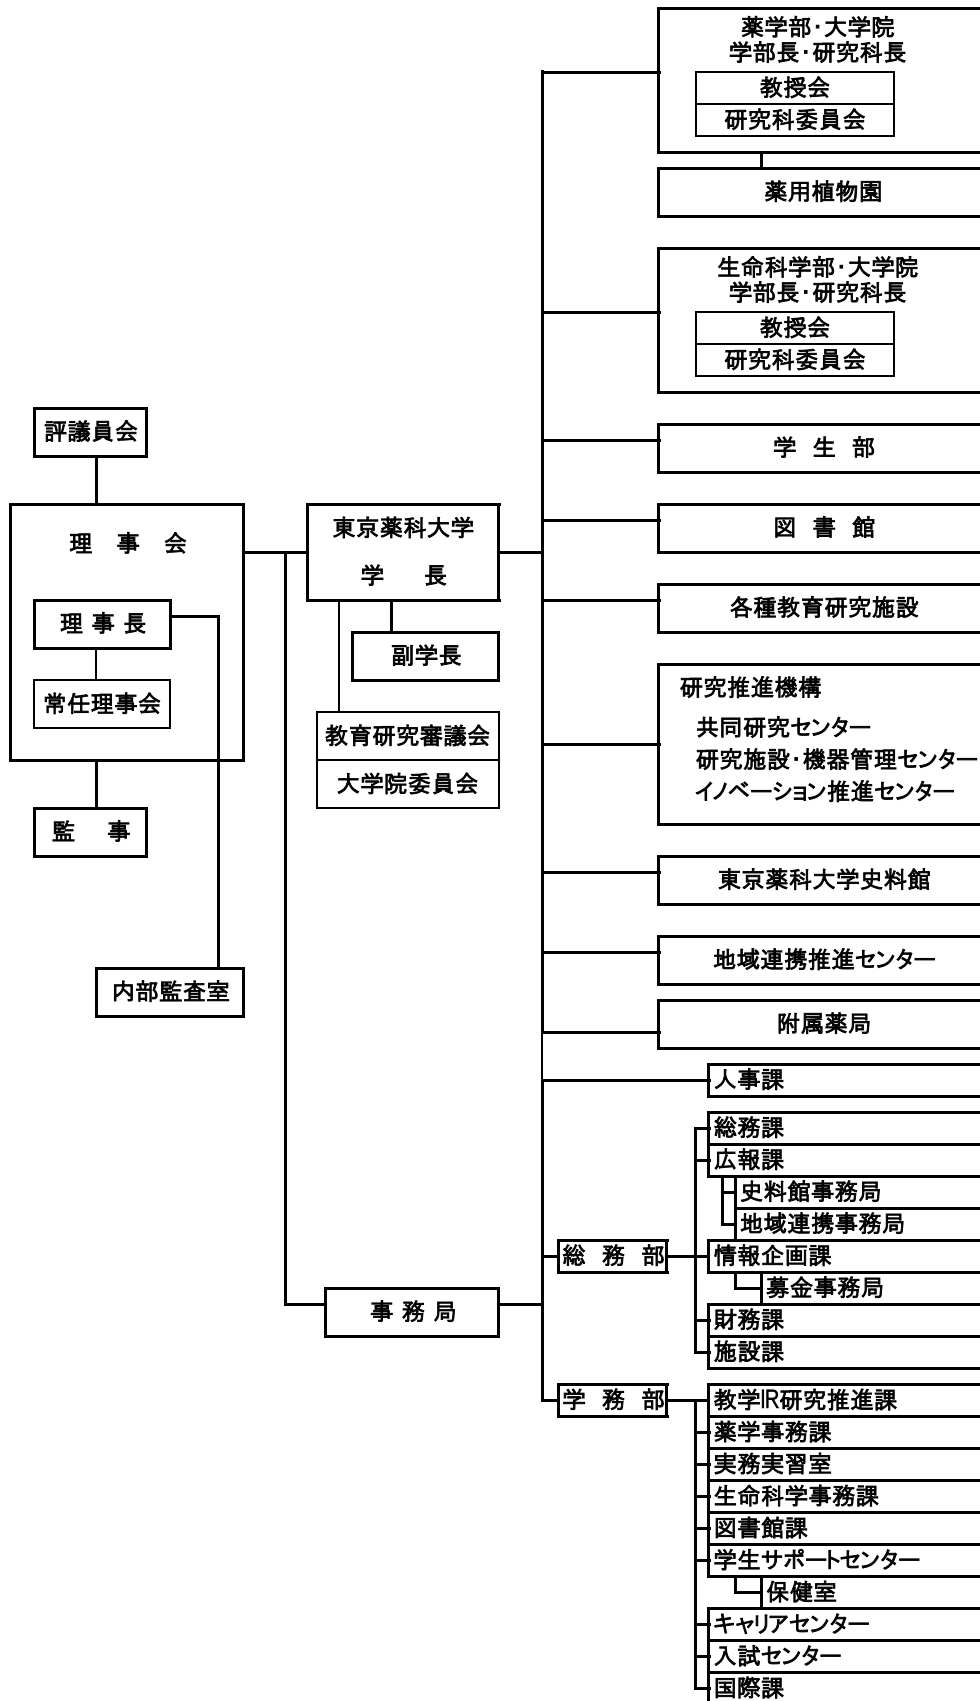 評議員会
理 事 会
理 事 長
常任理事会
監 事
内部監査室
東京薬科大学
学 長
副学長
教育研究審議会
大学院委員会
事 務 局
薬学部・大学院
学部長・研究科長
教授会
研究科委員会
薬用植物園
生命科学部・大学院
学部長・研究科長
教授会
研究科委員会
学 生 部
図 書 館
各種教育研究施設
研究推進機構
共同研究センター
研究施設・機器管理センター
イノベーション推進センター
東京薬科大学史料館
地域連携推進センター
附属薬局
人事課
総 務 部
総務課
広報課
史料館事務局
地域連携事務局
情報企画課
募金事務局
財務課
施設課
学 務 部
教学IR研究推進課
薬学事務課
実務実習室
生命科学事務課
図書館課
学生サポートセンター
保健室
キャリアセンター
入試センター
国際課